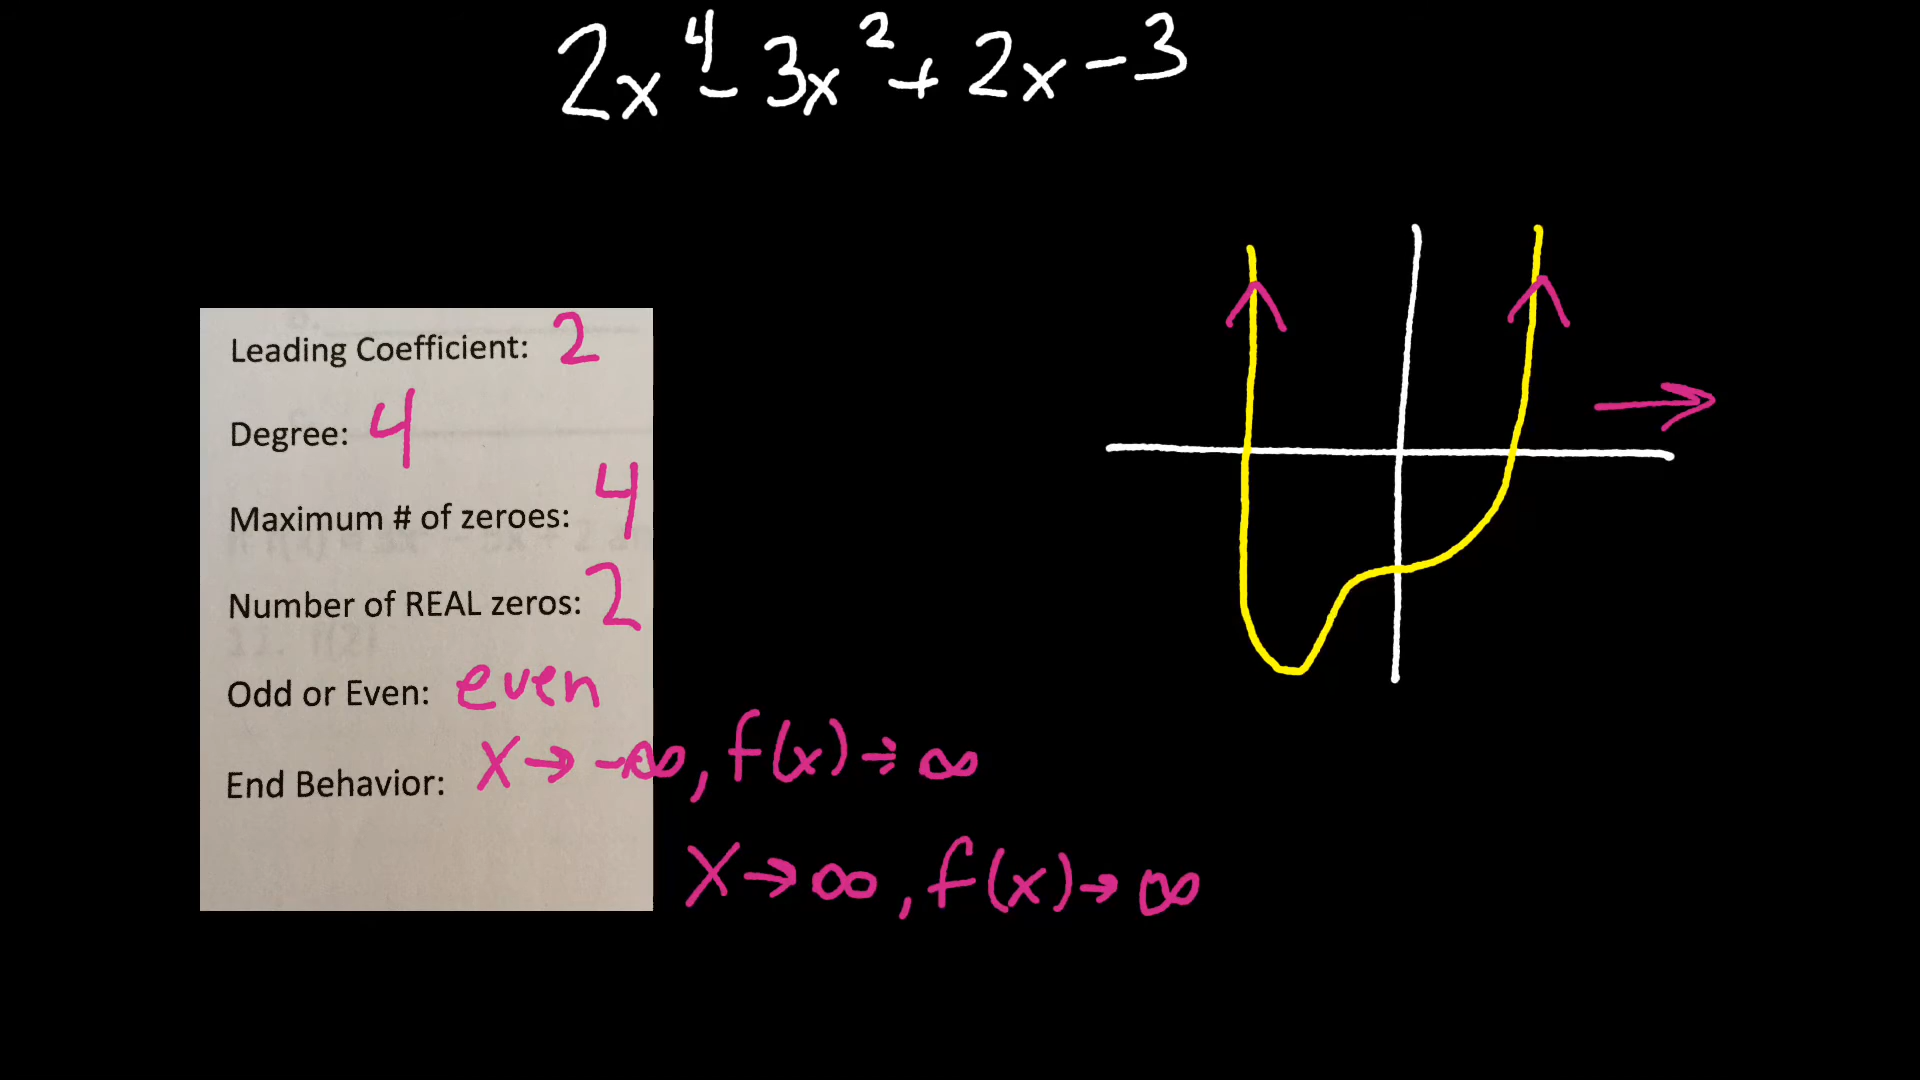 2x⁴ - 3x² + 2x - 3
Leading Coefficient: 2
Degree: 4
Maximum # of zeroes: 4
Number of REAL zeros: 2
Odd or Even: even
End Behavior: X → -∞, f(x) → ∞
X → ∞, f(x) → ∞